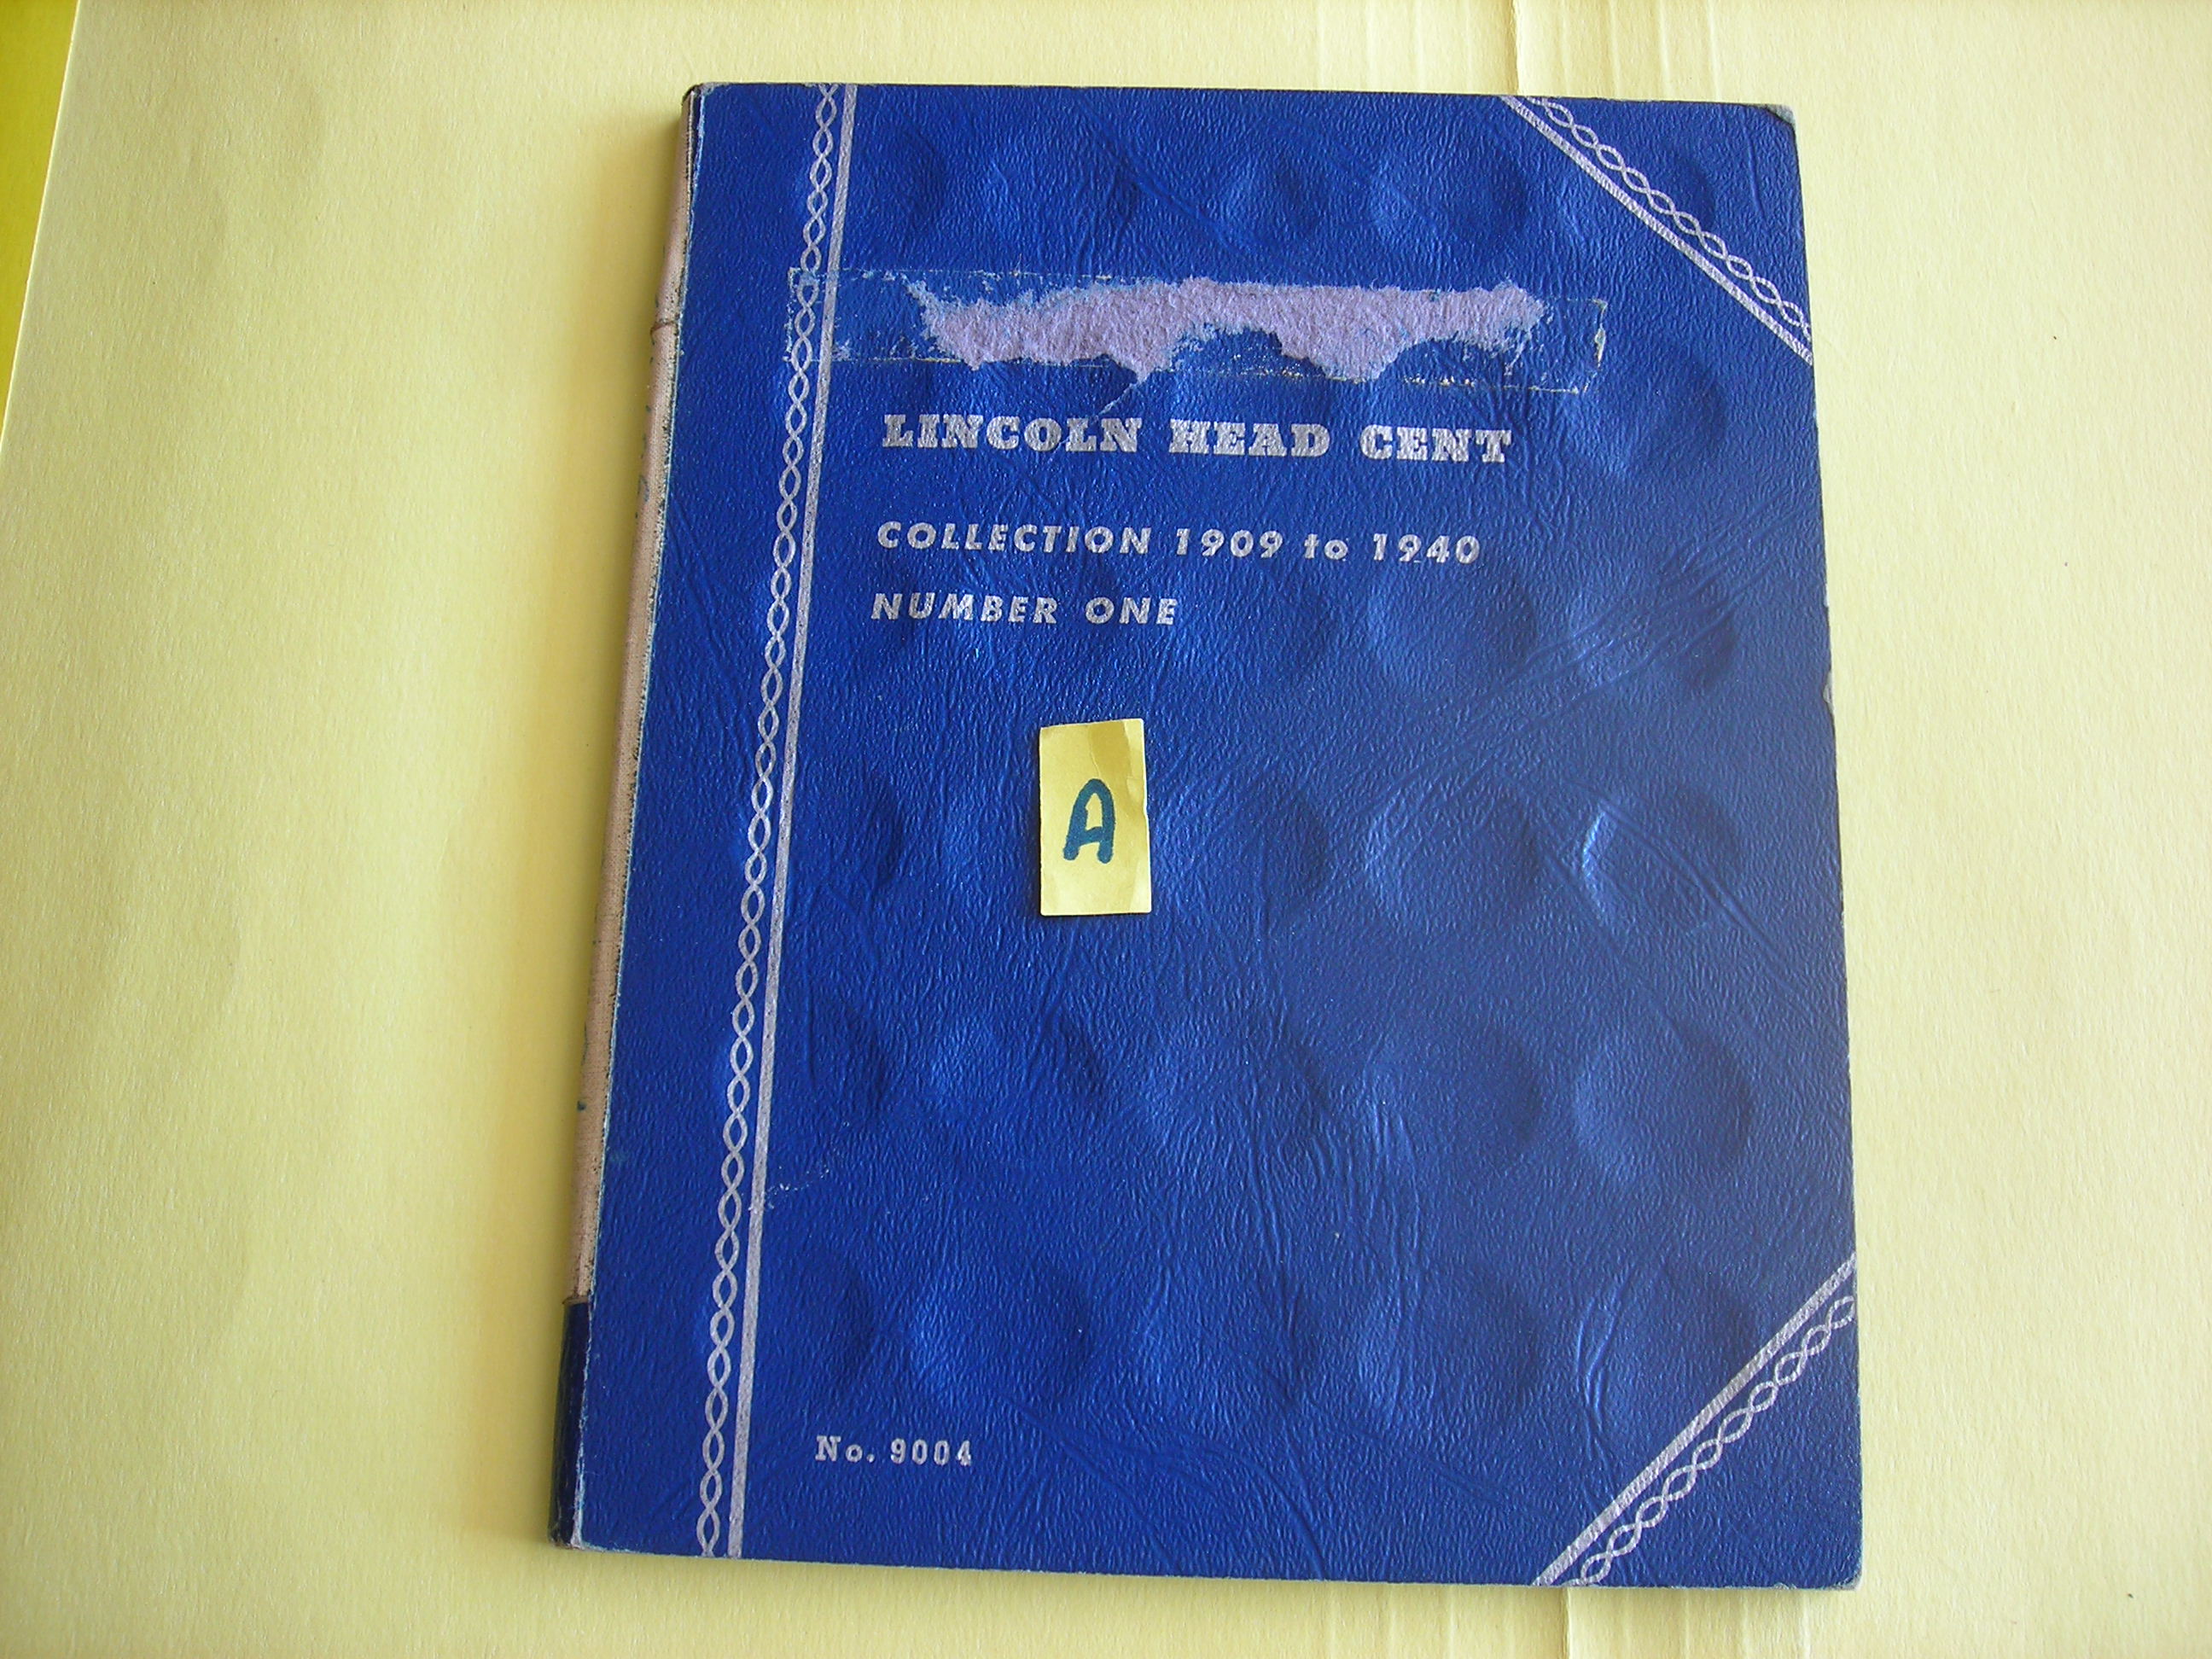 LINCOLN HEAD CENT
COLLECTION 1909 to 1940
NUMBER ONE
A
No. 9004